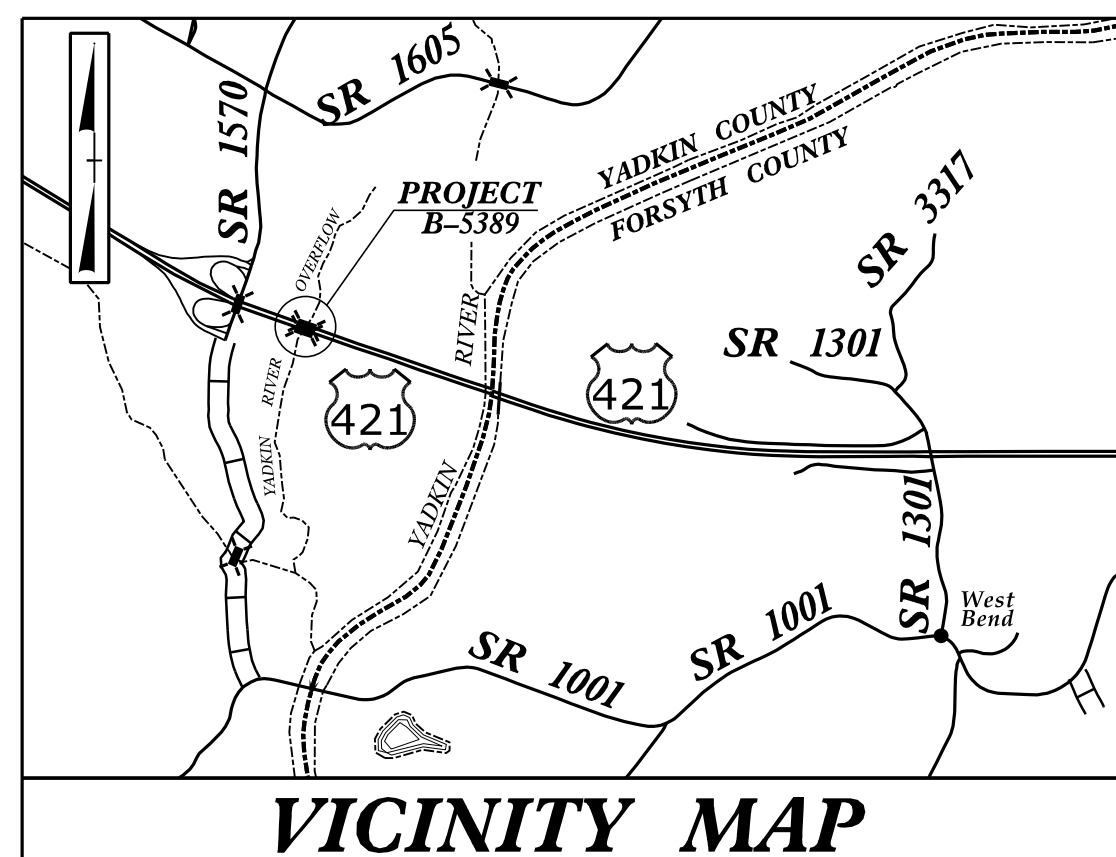 SR 1605
SR 1570
YADKIN COUNTY
FORSYTH COUNTY
SR 3317
PROJECT
B–5389
OVERFLOW
RIVER
YADKIN
RIVER
YADKIN
421
421
SR 1301
SR 1301
West
Bend
SR 1001
SR 1001
VICINITY MAP